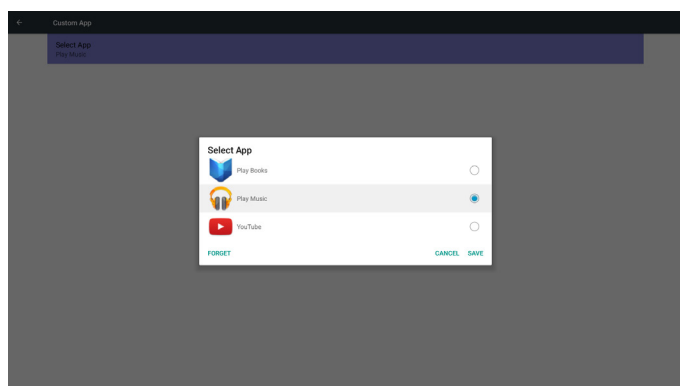 Custom App
Select App
Play Music
Select App
Play Books
Play Music
YouTube
FORGET CANCEL SAVE